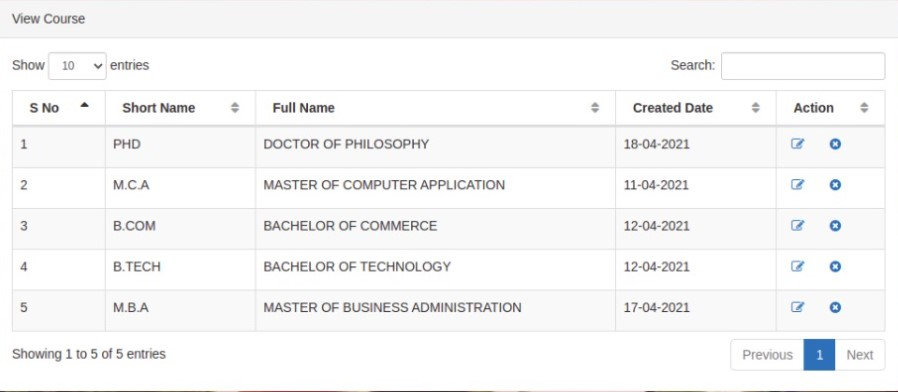 View Course
Show 10 entries Search:
S No Short Name Full Name Created Date Action
1 PHD DOCTOR OF PHILOSOPHY 18-04-2021
2 M.C.A MASTER OF COMPUTER APPLICATION 11-04-2021
3 B.COM BACHELOR OF COMMERCE 12-04-2021
4 B.TECH BACHELOR OF TECHNOLOGY 12-04-2021
5 M.B.A MASTER OF BUSINESS ADMINISTRATION 17-04-2021
Showing 1 to 5 of 5 entries Previous 1 Next